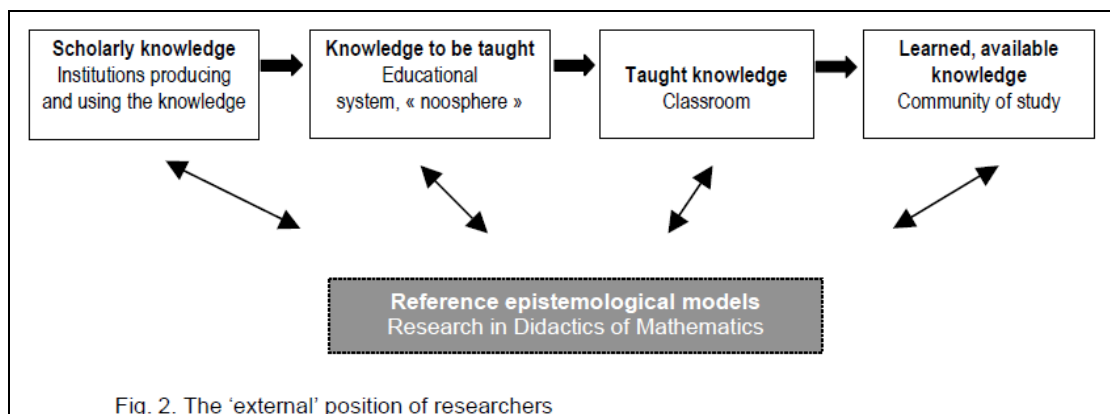 Scholarly knowledge
Institutions producing
and using the knowledge
Knowledge to be taught
Educational
system, « noosphere »
Taught knowledge
Classroom
Learned, available
knowledge
Community of study
Reference epistemological models
Research in Didactics of Mathematics
Fig. 2. The ‘external’ position of researchers